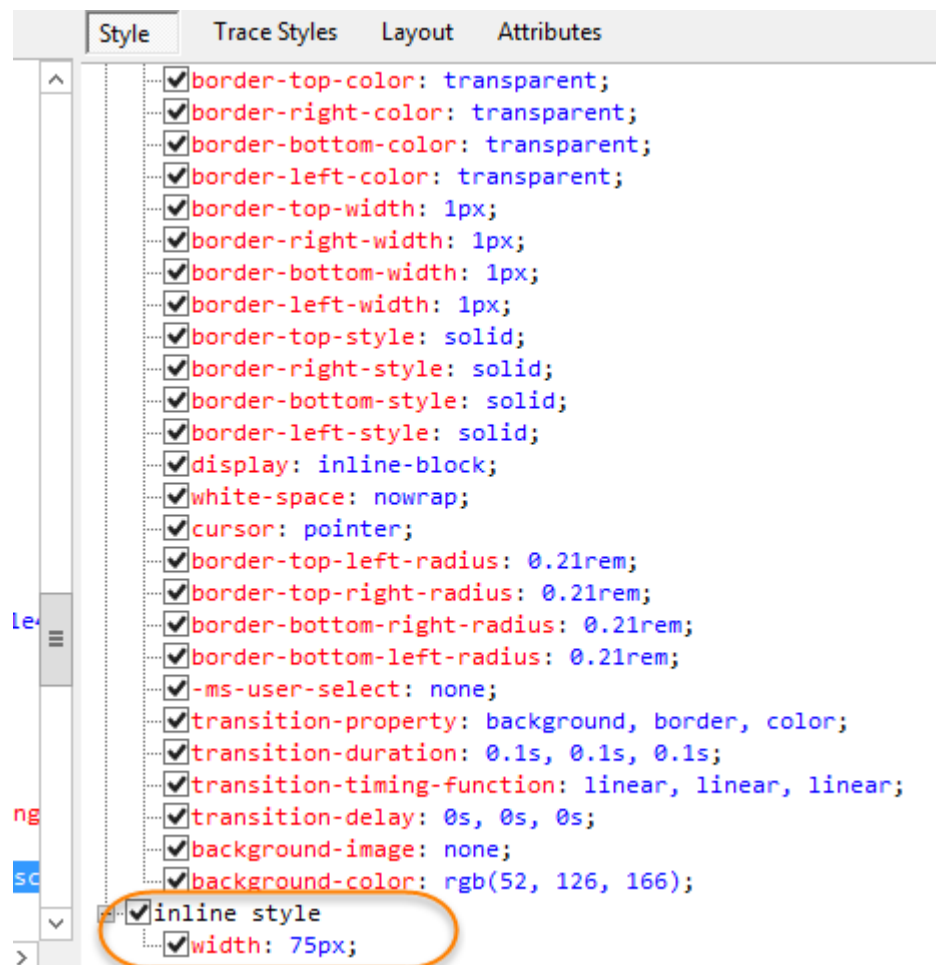 Style Trace Styles Layout Attributes
border-top-color: transparent;
border-right-color: transparent;
border-bottom-color: transparent;
border-left-color: transparent;
border-top-width: 1px;
border-right-width: 1px;
border-bottom-width: 1px;
border-left-width: 1px;
border-top-style: solid;
border-right-style: solid;
border-bottom-style: solid;
border-left-style: solid;
display: inline-block;
white-space: nowrap;
cursor: pointer;
border-top-left-radius: 0.21rem;
border-top-right-radius: 0.21rem;
border-bottom-right-radius: 0.21rem;
border-bottom-left-radius: 0.21rem;
-ms-user-select: none;
transition-property: background, border, color;
transition-duration: 0.1s, 0.1s, 0.1s;
transition-timing-function: linear, linear, linear;
transition-delay: 0s, 0s, 0s;
ng
background-image: none;
sc
background-color: rgb(52, 126, 166);
inline style
width: 75px;